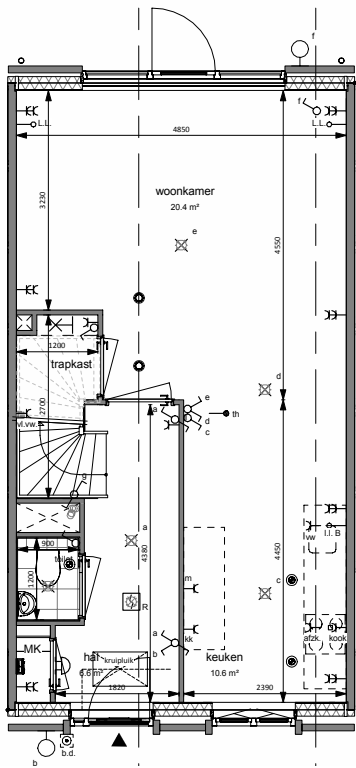 f
f
L.L.
L.L.
4850
3230
woonkamer
20.4 m²
e
4550
1200
trapkast
d
2700
a
e
d
c
th
vl.vw.
g
a
4380
4450
vw
l.l. B
900
toilet
1200
m
c
R
a
b
kk
afzk.
kook
MK
hal
kruipluik
6.6 m²
keuken
10.6 m²
1820
2390
b.d.
b